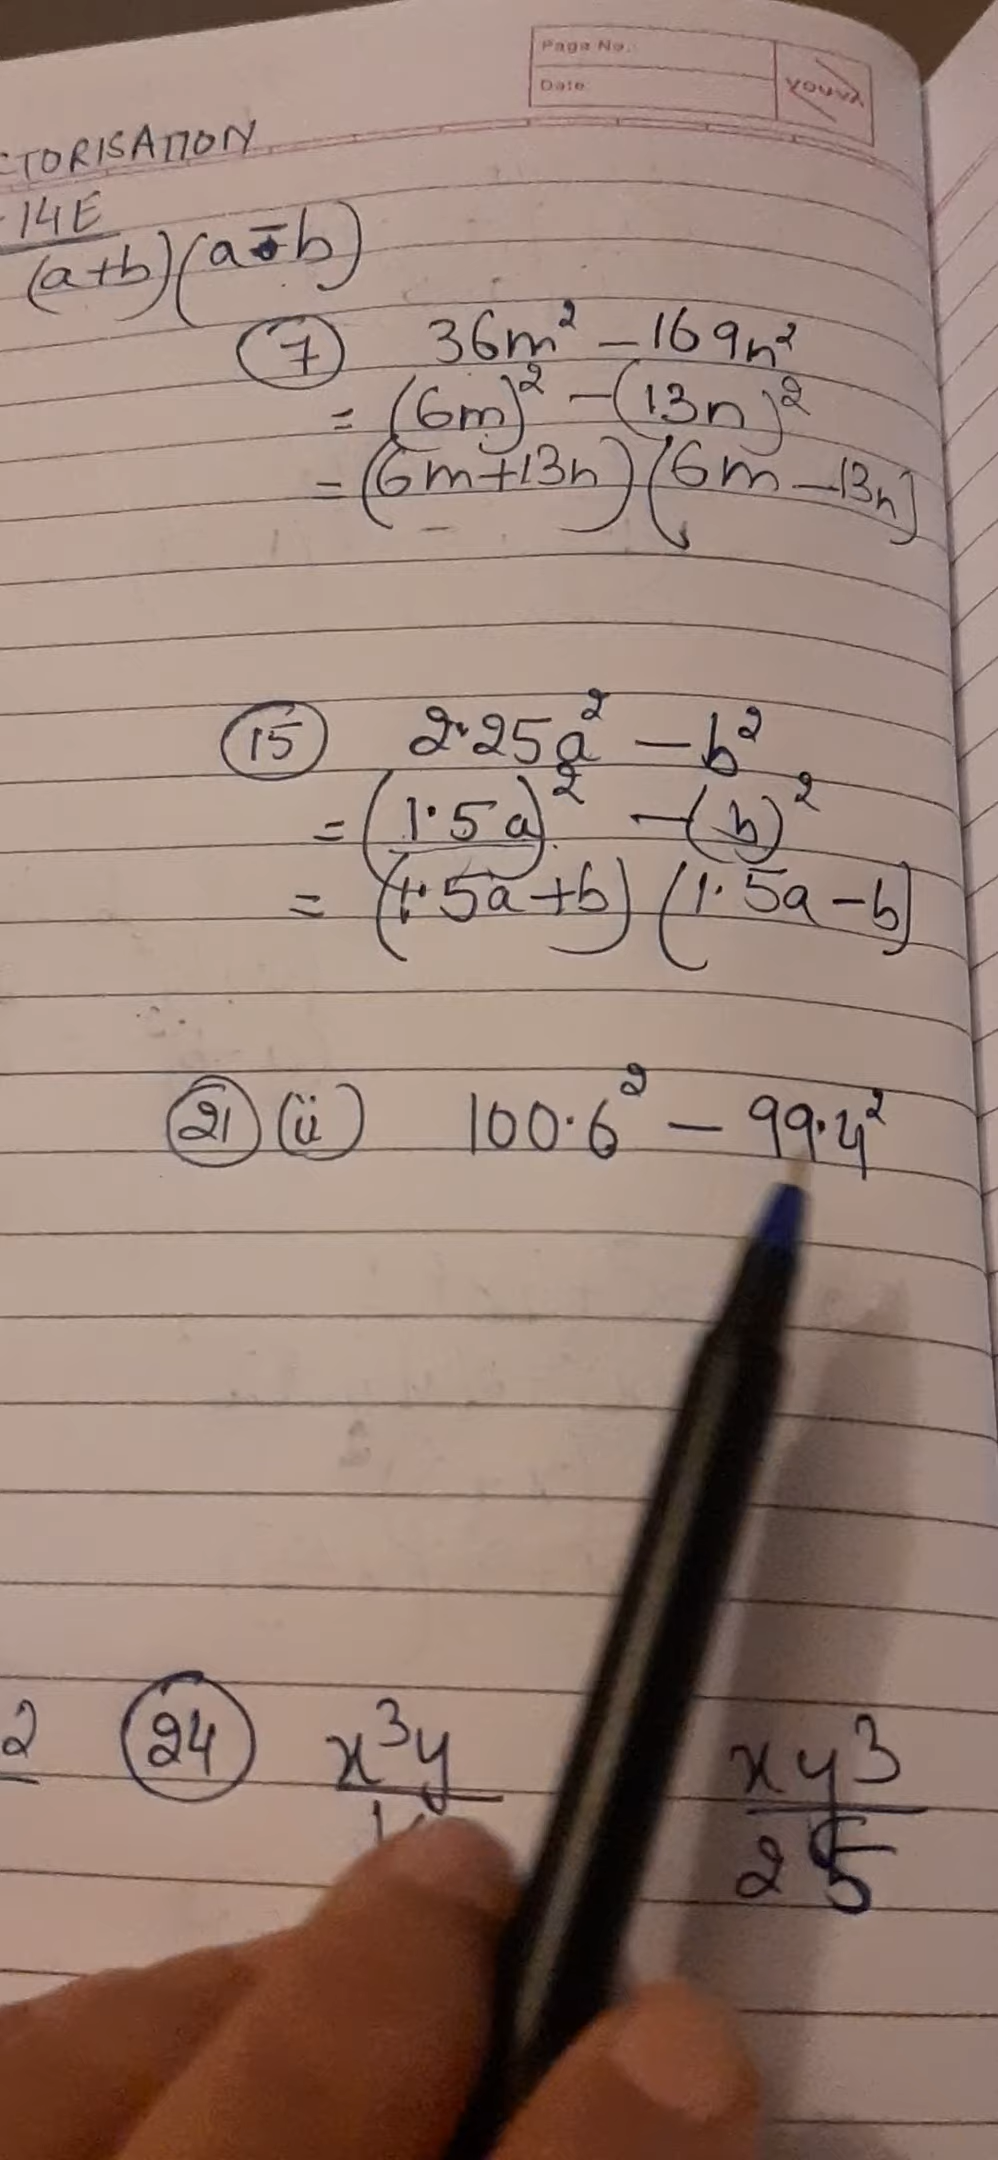 Page No.
Date
youva
CTORISATION
14E
(a+b)(a-b)
7 36m² - 169n²
= (6m)² - (13n)²
= (6m+13n)(6m-13n)
15 2.25a² - b²
= (1.5a)² - (b)²
= (1.5a+b)(1.5a-b)
21 (ii) 100.6² - 99.4²
2 24 x³y xy3
25